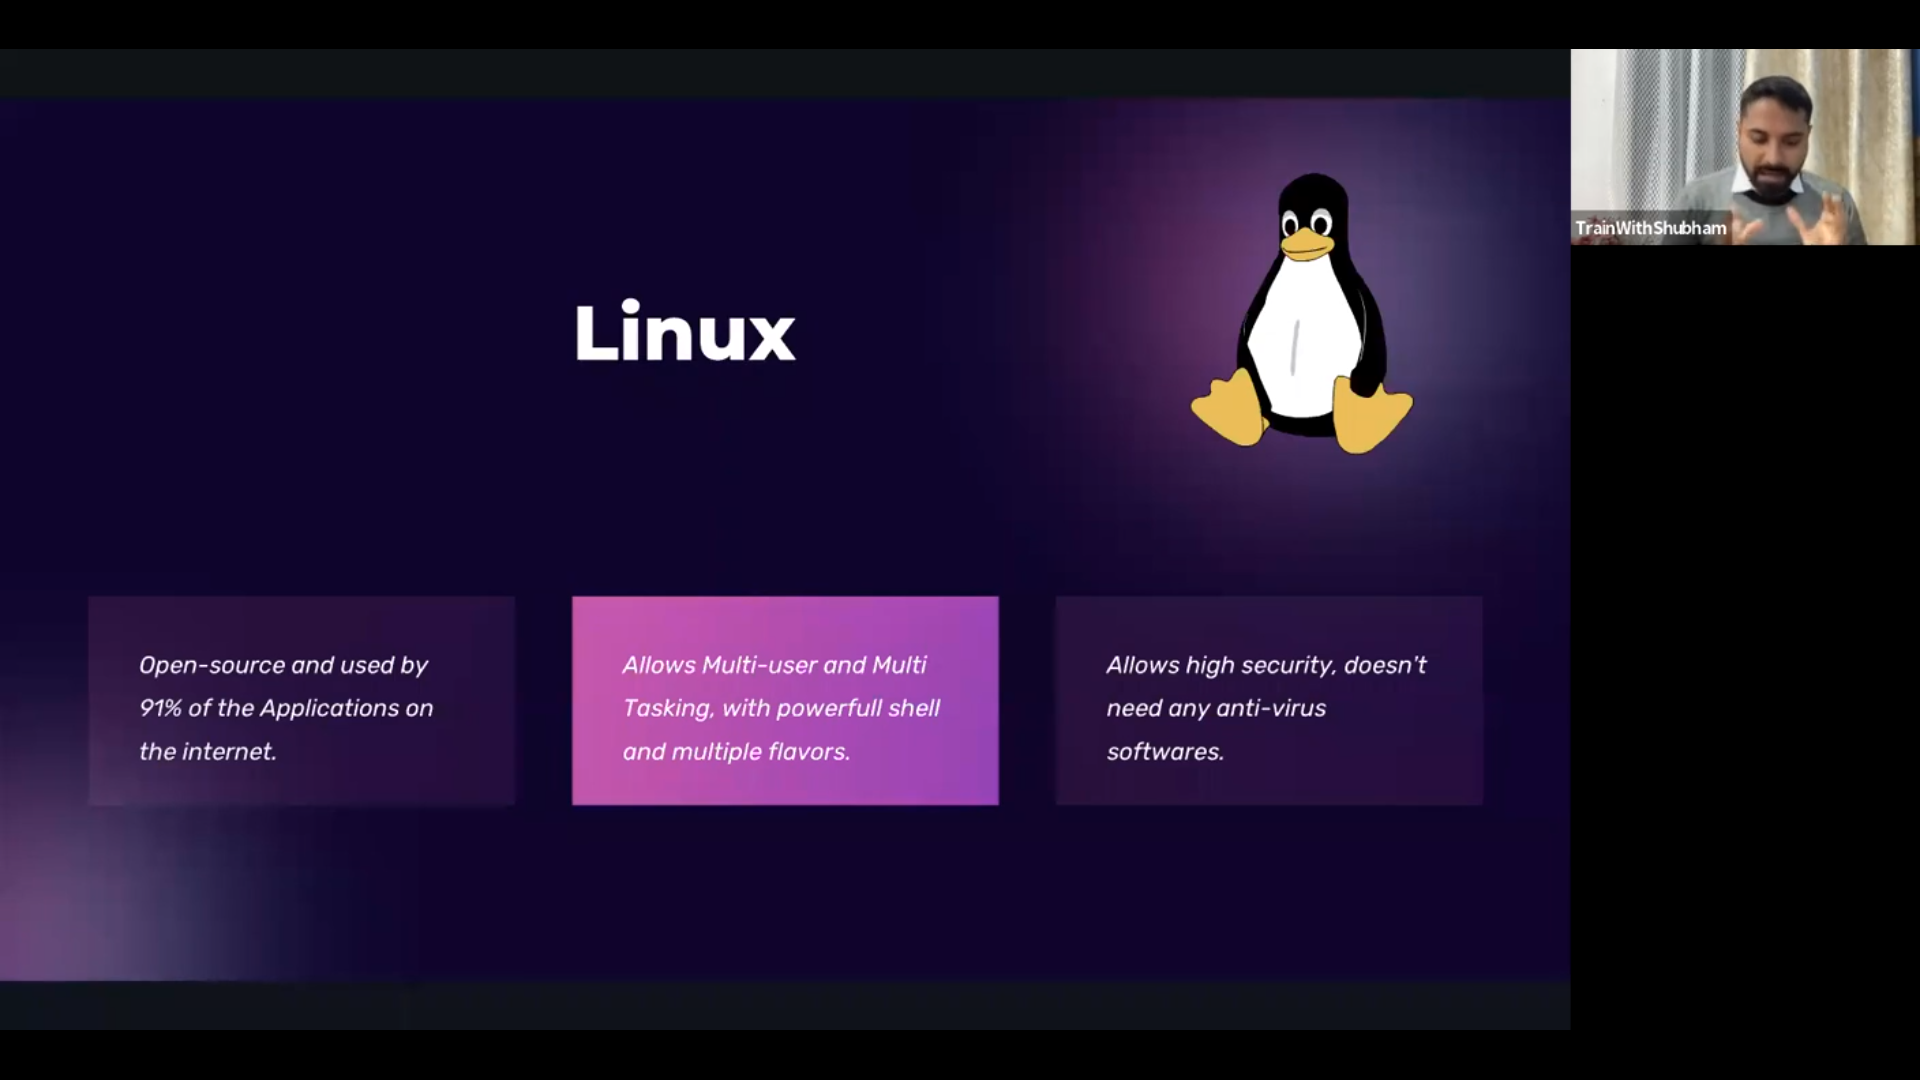 TrainWithShubham
Linux
Open-source and used by
91% of the Applications on
the internet.
Allows Multi-user and Multi
Tasking, with powerfull shell
and multiple flavors.
Allows high security, doesn't
need any anti-virus
softwares.